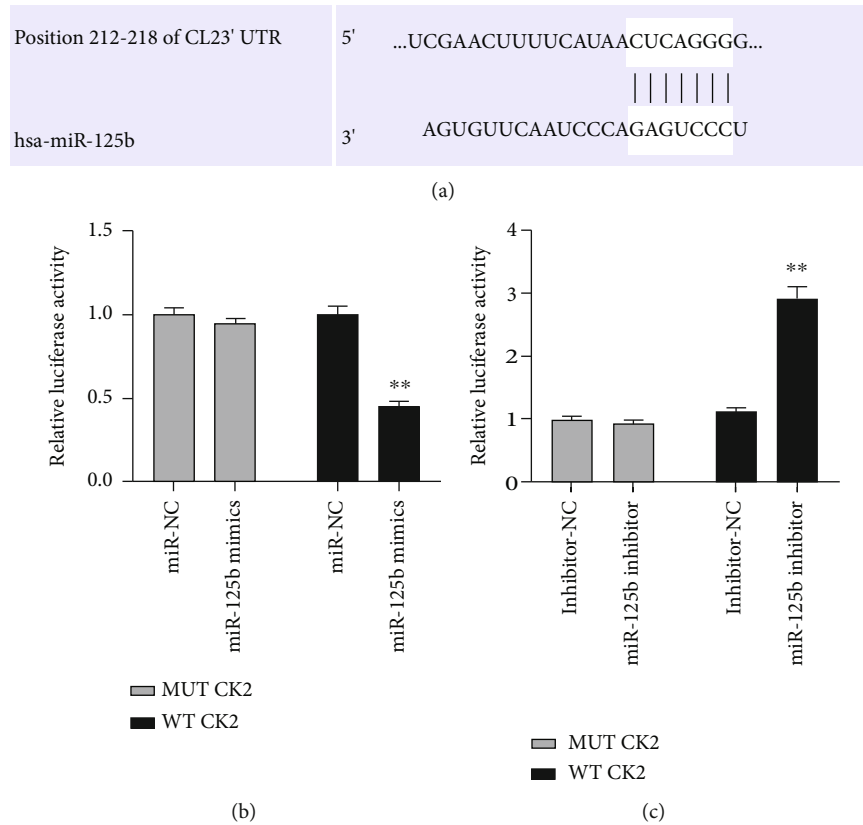 Position 212-218 of CL23' UTR 5' ...UCGAACUUUUCAUAACUCAGGGG...
hsa-miR-125b 3' AGUGUUCAAUCCCAGAGUCCCU
(a)
Relative luciferase activity
1.5
1.0
0.5
0.0
**
miR-NC
miR-125b mimics
miR-NC
miR-125b mimics
MUT CK2
WT CK2
(b)
Relative luciferase activity
4
3
2
1
0
**
Inhibitor-NC
miR-125b inhibitor
Inhibitor-NC
miR-125b inhibitor
MUT CK2
WT CK2
(c)